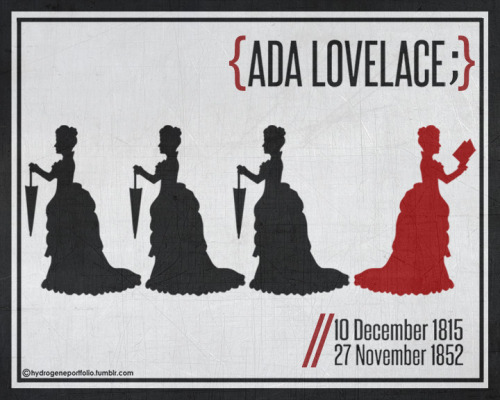 {ADA LOVELACE;}
//10 December 1815
27 November 1852
©hydrogeneportfolio.tumblr.com